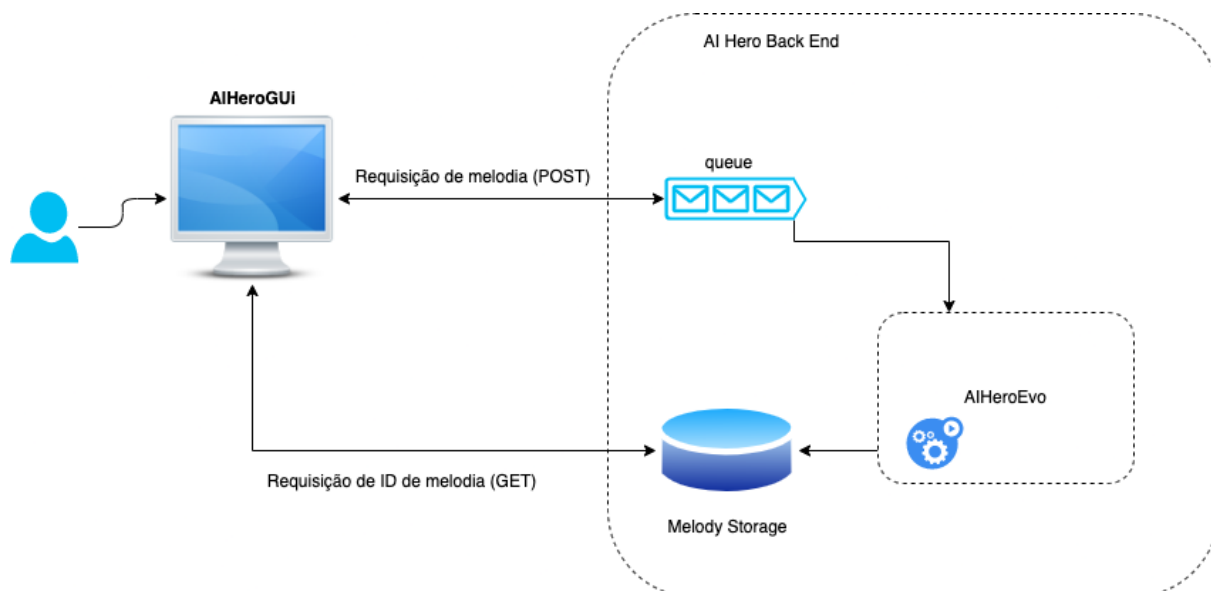 AI Hero Back End
AIHeroGUi
queue
Requisição de melodia (POST)
AIHeroEvo
Requisição de ID de melodia (GET)
Melody Storage